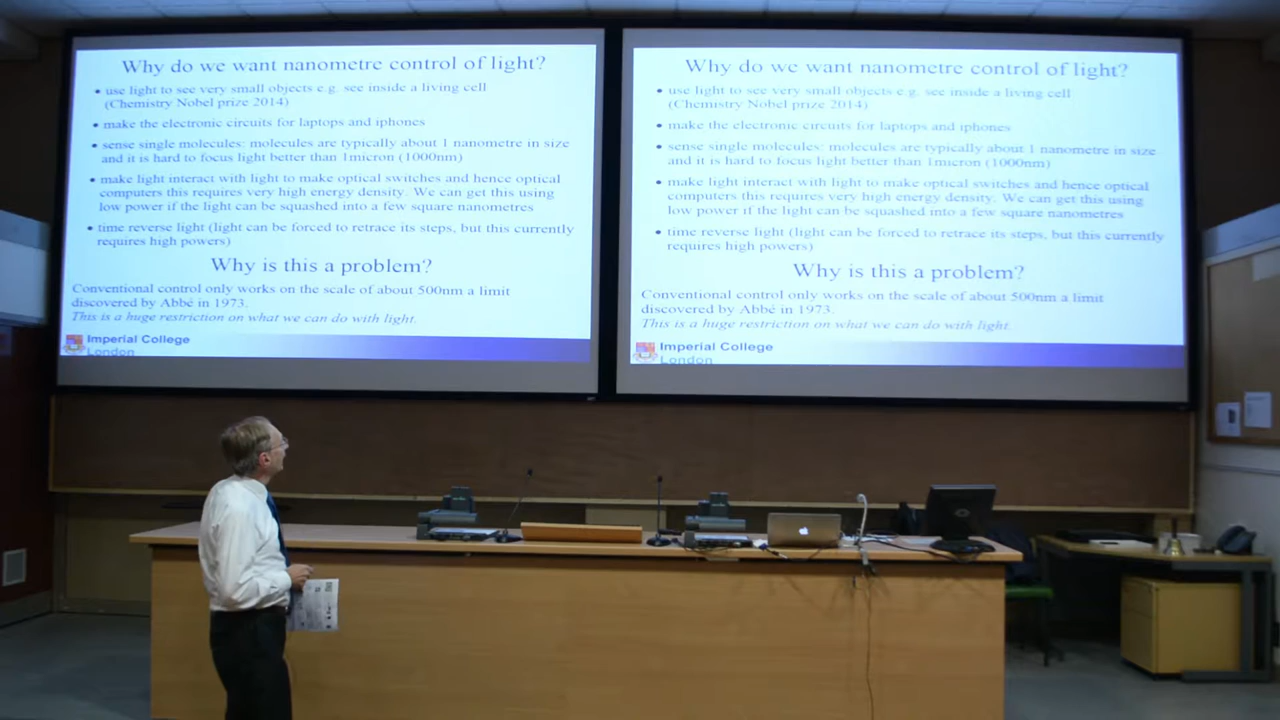 Why do we want nanometre control of light?
• use light to see very small objects e.g. see inside a living cell
(Chemistry Nobel prize 2014)
• make the electronic circuits for laptops and iphones
• sense single molecules: molecules are typically about 1 nanometre in size
and it is hard to focus light better than 1micron (1000nm)
• make light interact with light to make optical switches and hence optical
computers this requires very high energy density. We can get this using
low power if the light can be squashed into a few square nanometres
• time reverse light (light can be forced to retrace its steps, but this currently
requires high powers)
Why is this a problem?
Conventional control only works on the scale of about 500nm a limit
discovered by Abbé in 1973.
This is a huge restriction on what we can do with light.
Imperial College
London
Why do we want nanometre control of light?
• use light to see very small objects e.g. see inside a living cell
(Chemistry Nobel prize 2014)
• make the electronic circuits for laptops and iphones
• sense single molecules: molecules are typically about 1 nanometre in size
and it is hard to focus light better than 1micron (1000nm)
• make light interact with light to make optical switches and hence optical
computers this requires very high energy density. We can get this using
low power if the light can be squashed into a few square nanometres
• time reverse light (light can be forced to retrace its steps, but this currently
requires high powers)
Why is this a problem?
Conventional control only works on the scale of about 500nm a limit
discovered by Abbé in 1973.
This is a huge restriction on what we can do with light.
Imperial College
London